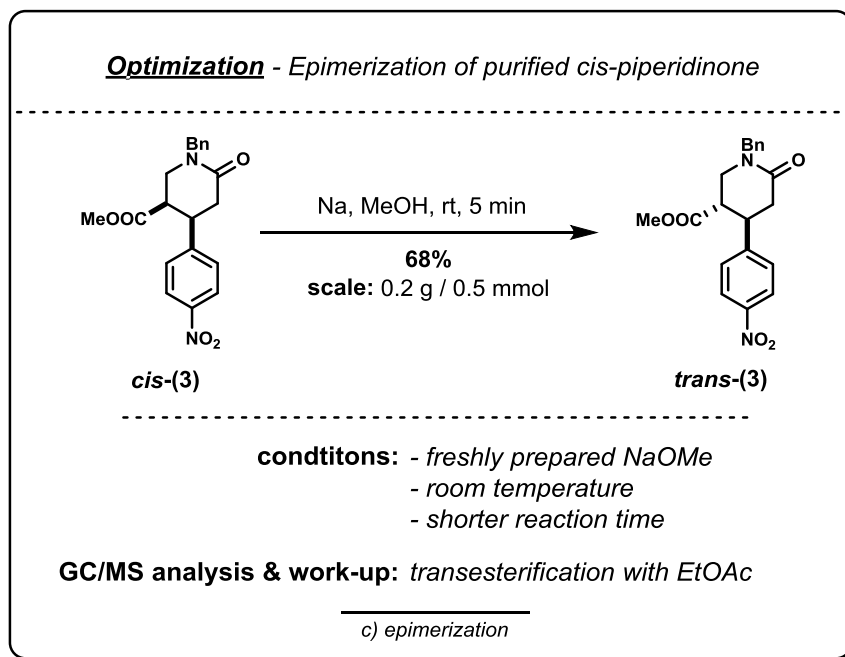 Optimization - Epimerization of purified cis-piperidinone
Bn
N
O
MeOOC
NO2
cis-(3)
Na, MeOH, rt, 5 min
68%
scale: 0.2 g / 0.5 mmol
Bn
N
O
MeOOC
NO2
trans-(3)
condtitons: - freshly prepared NaOMe
- room temperature
- shorter reaction time
GC/MS analysis & work-up: transesterification with EtOAc
c) epimerization